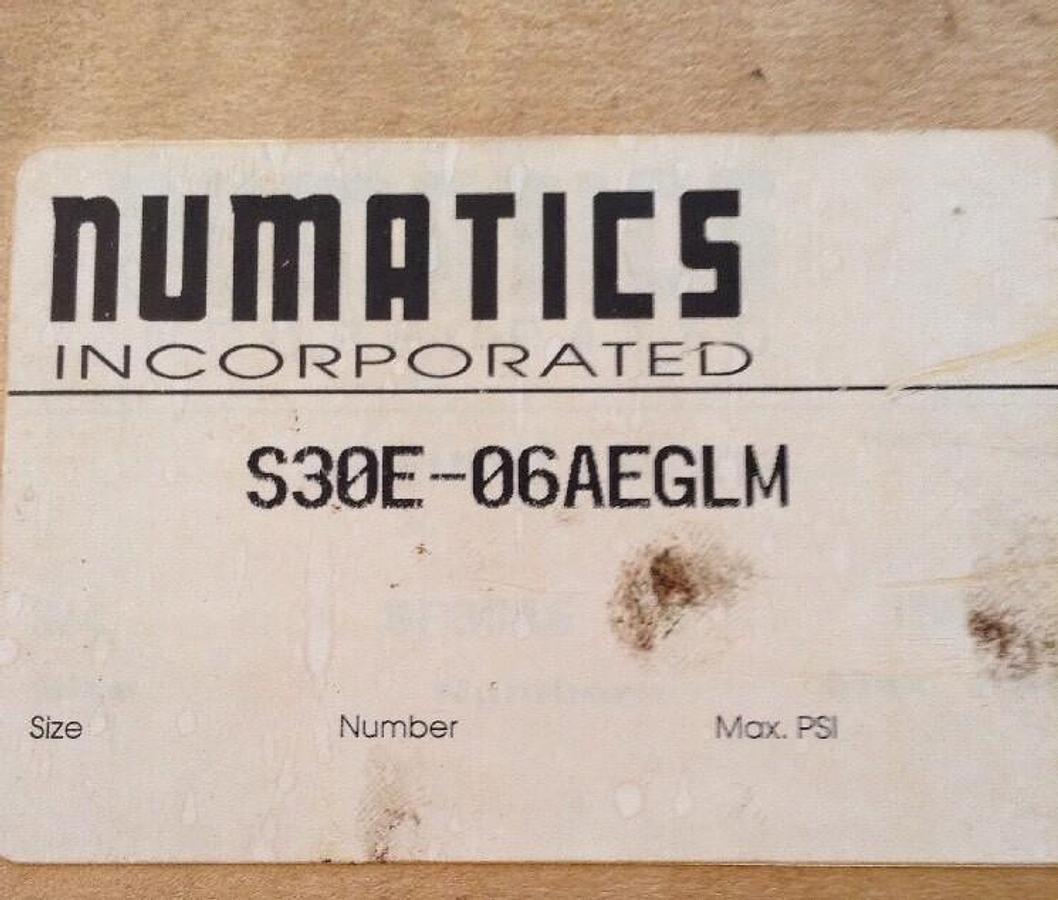 NUMATICS
INCORPORATED
S30E-06AEGLM
Size Number Max. PSI